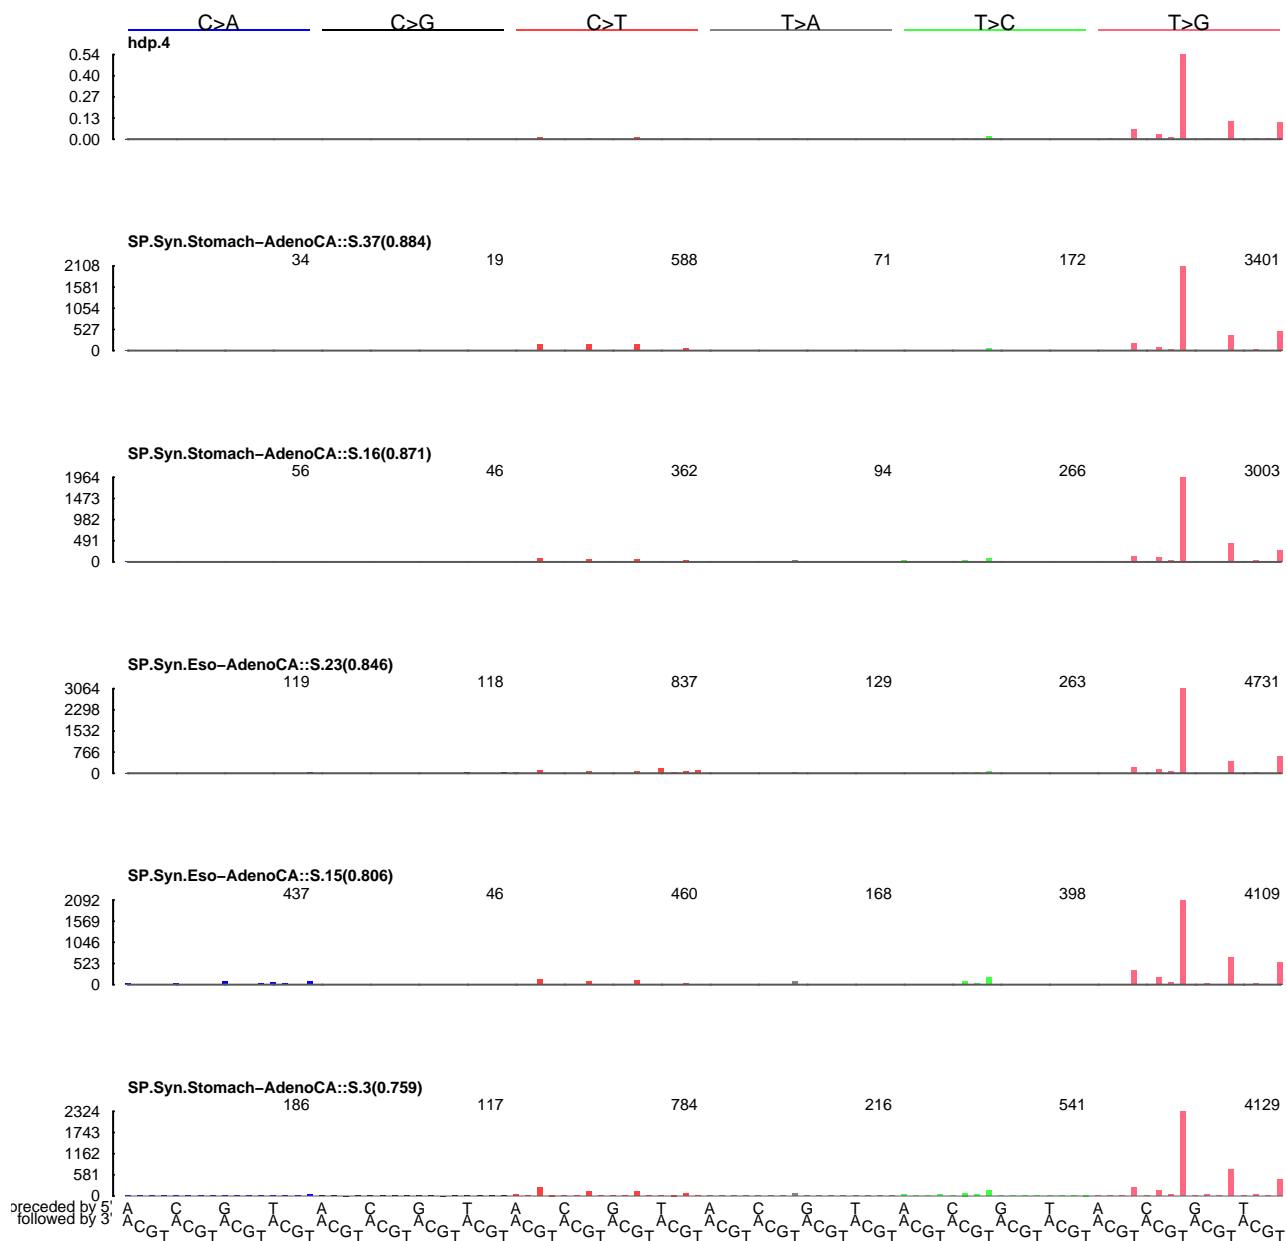 C>A C>G C>T T>A T>C T>G
hdp.4
0.54
0.40
0.27
0.13
0.00
SP.Syn.Stomach−AdenoCA::S.37(0.884)
34 19 588 71 172 3401
2108
1581
1054
527
0
SP.Syn.Stomach−AdenoCA::S.16(0.871)
56 46 362 94 266 3003
1964
1473
982
491
0
SP.Syn.Eso−AdenoCA::S.23(0.846)
119 118 837 129 263 4731
3064
2298
1532
766
0
SP.Syn.Eso−AdenoCA::S.15(0.806)
437 46 460 168 398 4109
2092
1569
1046
523
0
SP.Syn.Stomach−AdenoCA::S.3(0.759)
186 117 784 216 541 4129
2324
1743
1162
581
0
preceded by 5' A C G T A C G T A C G T A C G T A C G T A C G T
followed by 3' A C G T A C G T A C G T A C G T A C G T A C G T A C G T A C G T A C G T A C G T A C G T A C G T A C G T A C G T A C G T A C G T A C G T A C G T A C G T A C G T A C G T A C G T A C G T A C G T